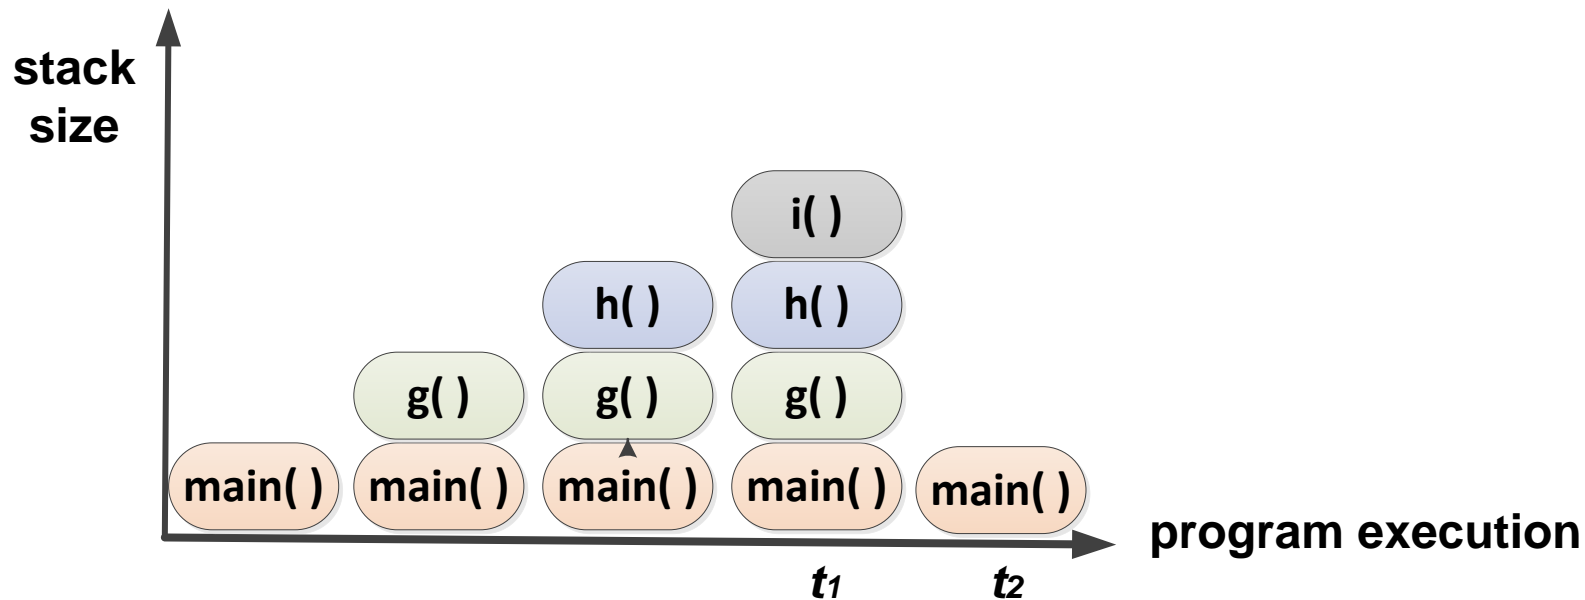 stack
size
i( )
h( )
h( )
g( )
g( )
g( )
main( )
main( )
main( )
main( )
main( )
program execution
t1
t2